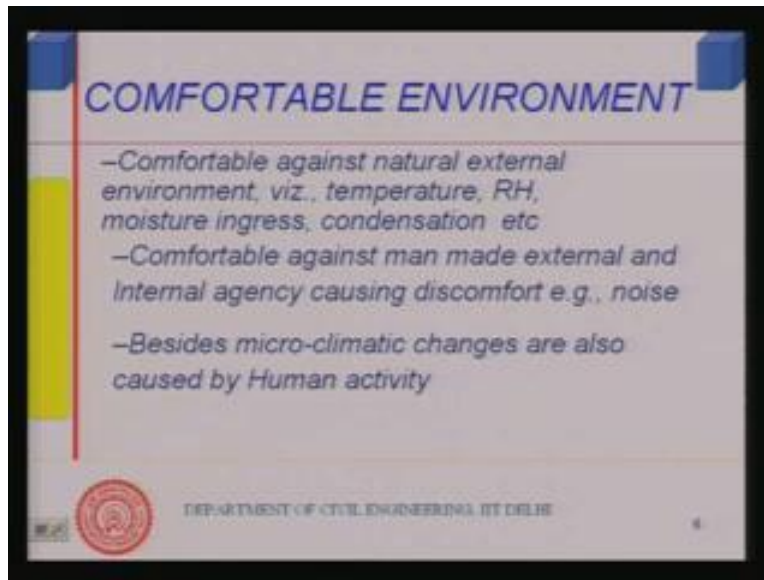 COMFORTABLE ENVIRONMENT
–Comfortable against natural external
environment, viz., temperature, RH,
moisture ingress, condensation etc
–Comfortable against man made external and
Internal agency causing discomfort e.g., noise
–Besides micro-climatic changes are also
caused by Human activity
DEPARTMENT OF CIVIL ENGINEERING, IIT DELHI
6